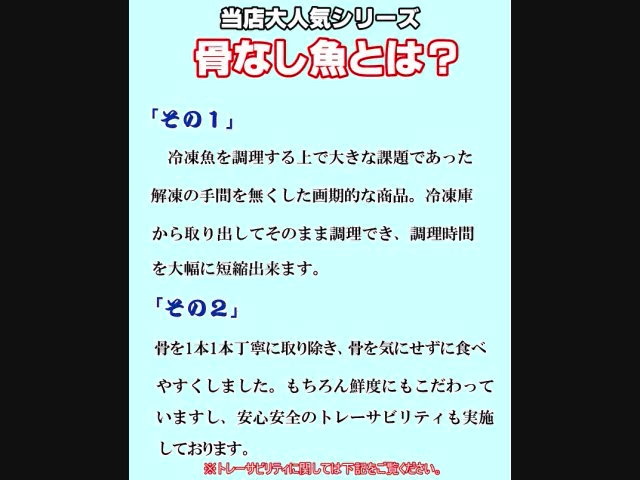 当店大人気シリーズ
骨なし魚とは?
「その1」
冷凍魚を調理する上で大きな課題であった
解凍の手間を無くした画期的な商品。冷凍庫
から取り出してそのまま調理でき、調理時間
を大幅に短縮出来ます。
「その2」
骨を1本1本丁寧に取り除き、骨を気にせずに食べ
やすくしました。もちろん鮮度にもこだわって
いますし、安心安全のトレーサビリティも実施
しております。
※トレーサビリティに関しては下記をご覧ください。